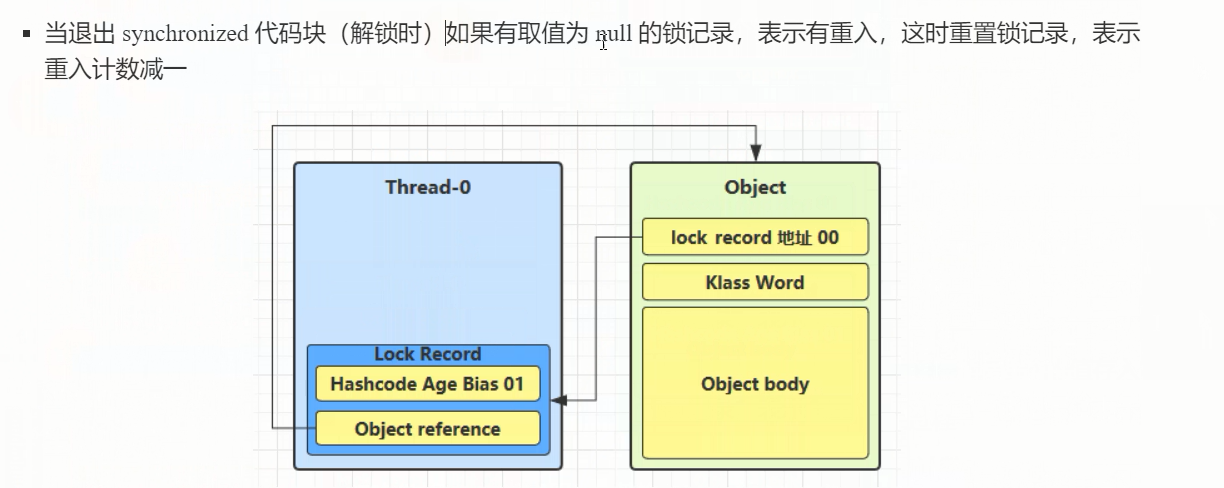 当退出 synchronized 代码块（解锁时）如果有取值为 null 的锁记录，表示有重入，这时重置锁记录，表示
重入计数减一
Thread-0
Object
lock record 地址 00
Klass Word
Lock Record
Hashcode Age Bias 01
Object body
Object reference